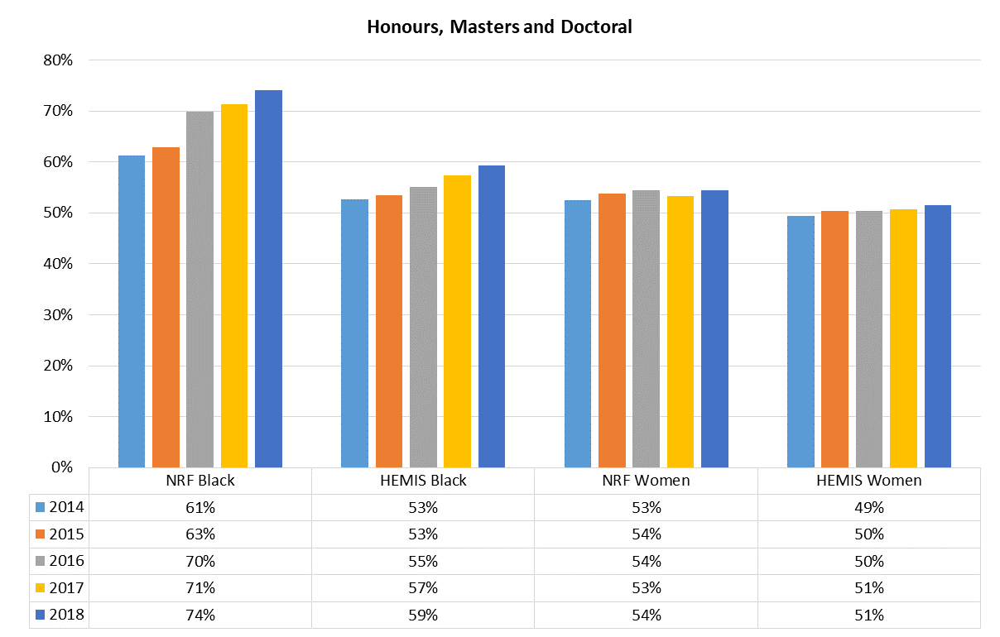 Honours, Masters and Doctoral
80%
70%
60%
50%
40%
30%
20%
10%
0%
NRF Black HEMIS Black NRF Women HEMIS Women
2014 61% 53% 53% 49%
2015 63% 53% 54% 50%
2016 70% 55% 54% 50%
2017 71% 57% 53% 51%
2018 74% 59% 54% 51%